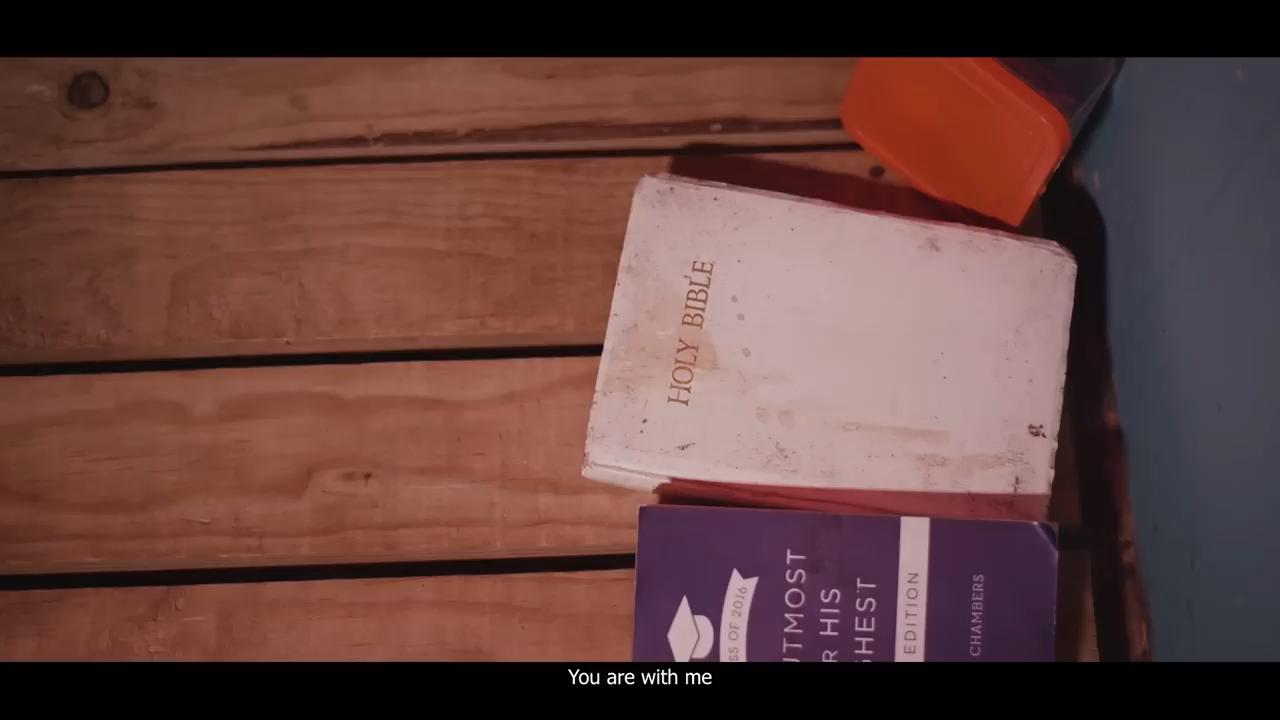 HOLY BIBLE
SS OF 2016
UTMOST
R HIS
GHEST
EDITION
CHAMBERS
You are with me